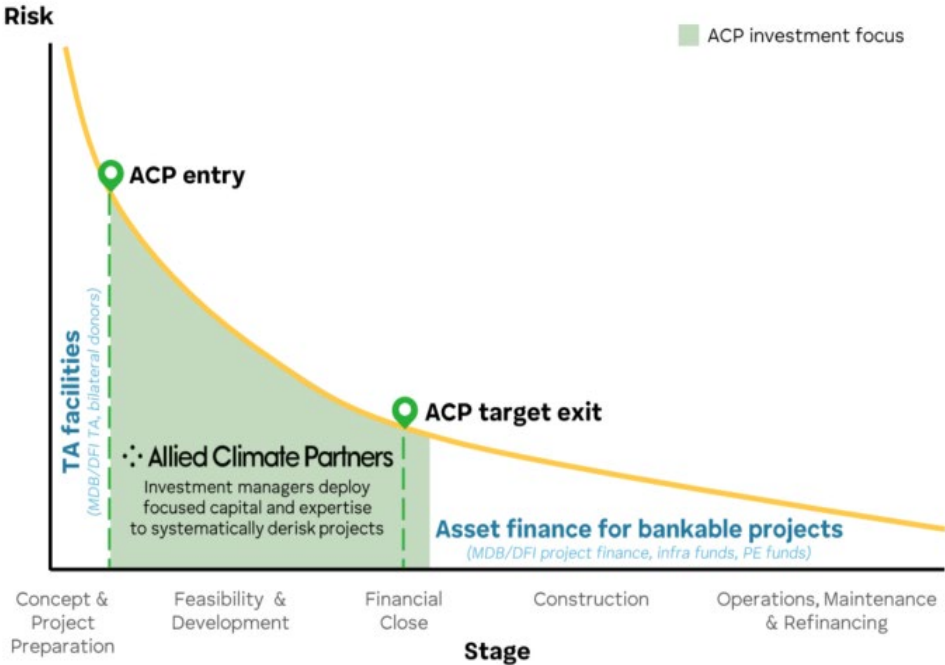 Risk
ACP investment focus
ACP entry
TA facilities
(MDB/DFI TA, bilateral donors)
ACP target exit
Allied Climate Partners
Investment managers deploy
focused capital and expertise
to systematically derisk projects
Asset finance for bankable projects
(MDB/DFI project finance, infra funds, PE funds)
Concept &
Project
Preparation
Feasibility &
Development
Financial
Close
Construction
Operations, Maintenance
& Refinancing
Stage